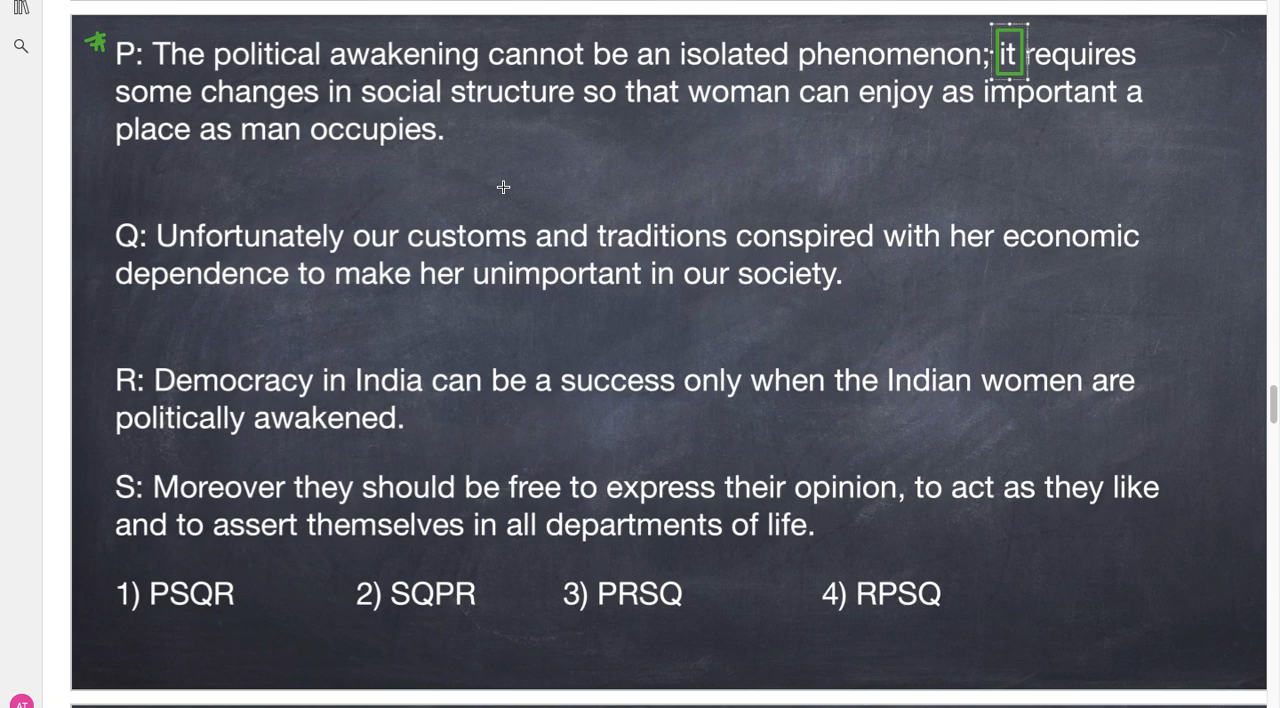 P: The political awakening cannot be an isolated phenomenon; it requires
some changes in social structure so that woman can enjoy as important a
place as man occupies.
Q: Unfortunately our customs and traditions conspired with her economic
dependence to make her unimportant in our society.
R: Democracy in India can be a success only when the Indian women are
politically awakened.
S: Moreover they should be free to express their opinion, to act as they like
and to assert themselves in all departments of life.
1) PSQR 2) SQPR 3) PRSQ 4) RPSQ
AT